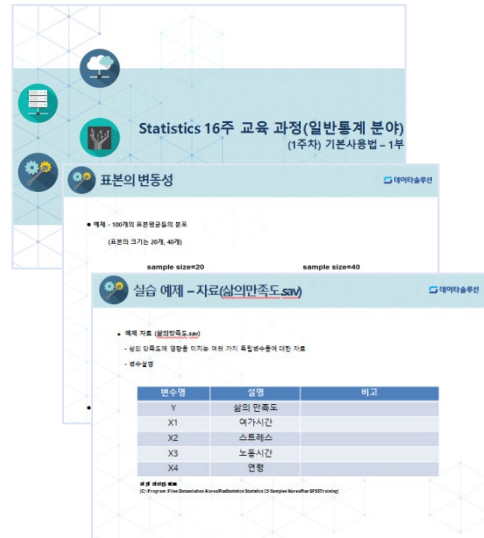 Statistics 16주 교육 과정(일반통계 분야)
(1주차) 기본사용법 – 1부
표본의 변동성
데이타솔루션
● 예제 - 100개의 표본평균들의 분포
(표본의 크기는 20개, 40개)
sample size=20 sample size=40
실습 예제 – 자료(삶의만족도.sav)
데이타솔루션
● 예제 자료 (삶의만족도.sav)
- 삶의 만족도에 영향을 미치는 여러 가지 독립변수들에 대한 자료
- 변수설명
변수명 설명 비고
Y 삶의 만족도
X1 여가시간
X2 스트레스
X3 노동시간
X4 연령